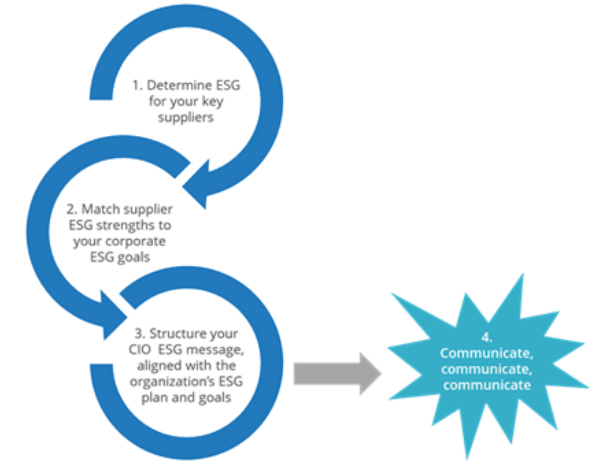 1. Determine ESG
for your key
suppliers
2. Match supplier
ESG strengths to
your corporate
ESG goals
3. Structure your
CIO ESG message,
aligned with the
organization's ESG
plan and goals
4.
Communicate,
communicate,
communicate